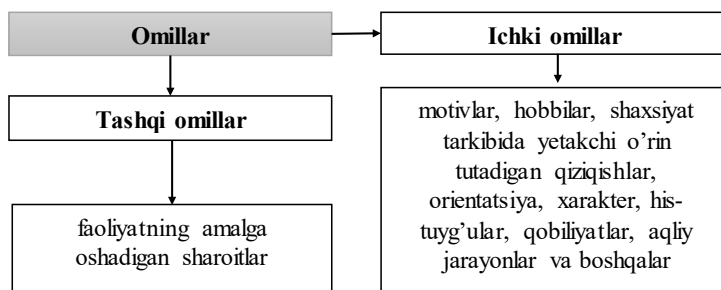 Omillar
Ichki omillar
Tashqi omillar
motivlar, hobbilar, shaxsiyat
tarkibida yetakchi o’rin
tutadigan qiziqishlar,
orientatsiya, xarakter, his-
tuyg’ular, qobiliyatlar, aqliy
jarayonlar va boshqalar
faoliyatning amalga
oshadigan sharoitlar